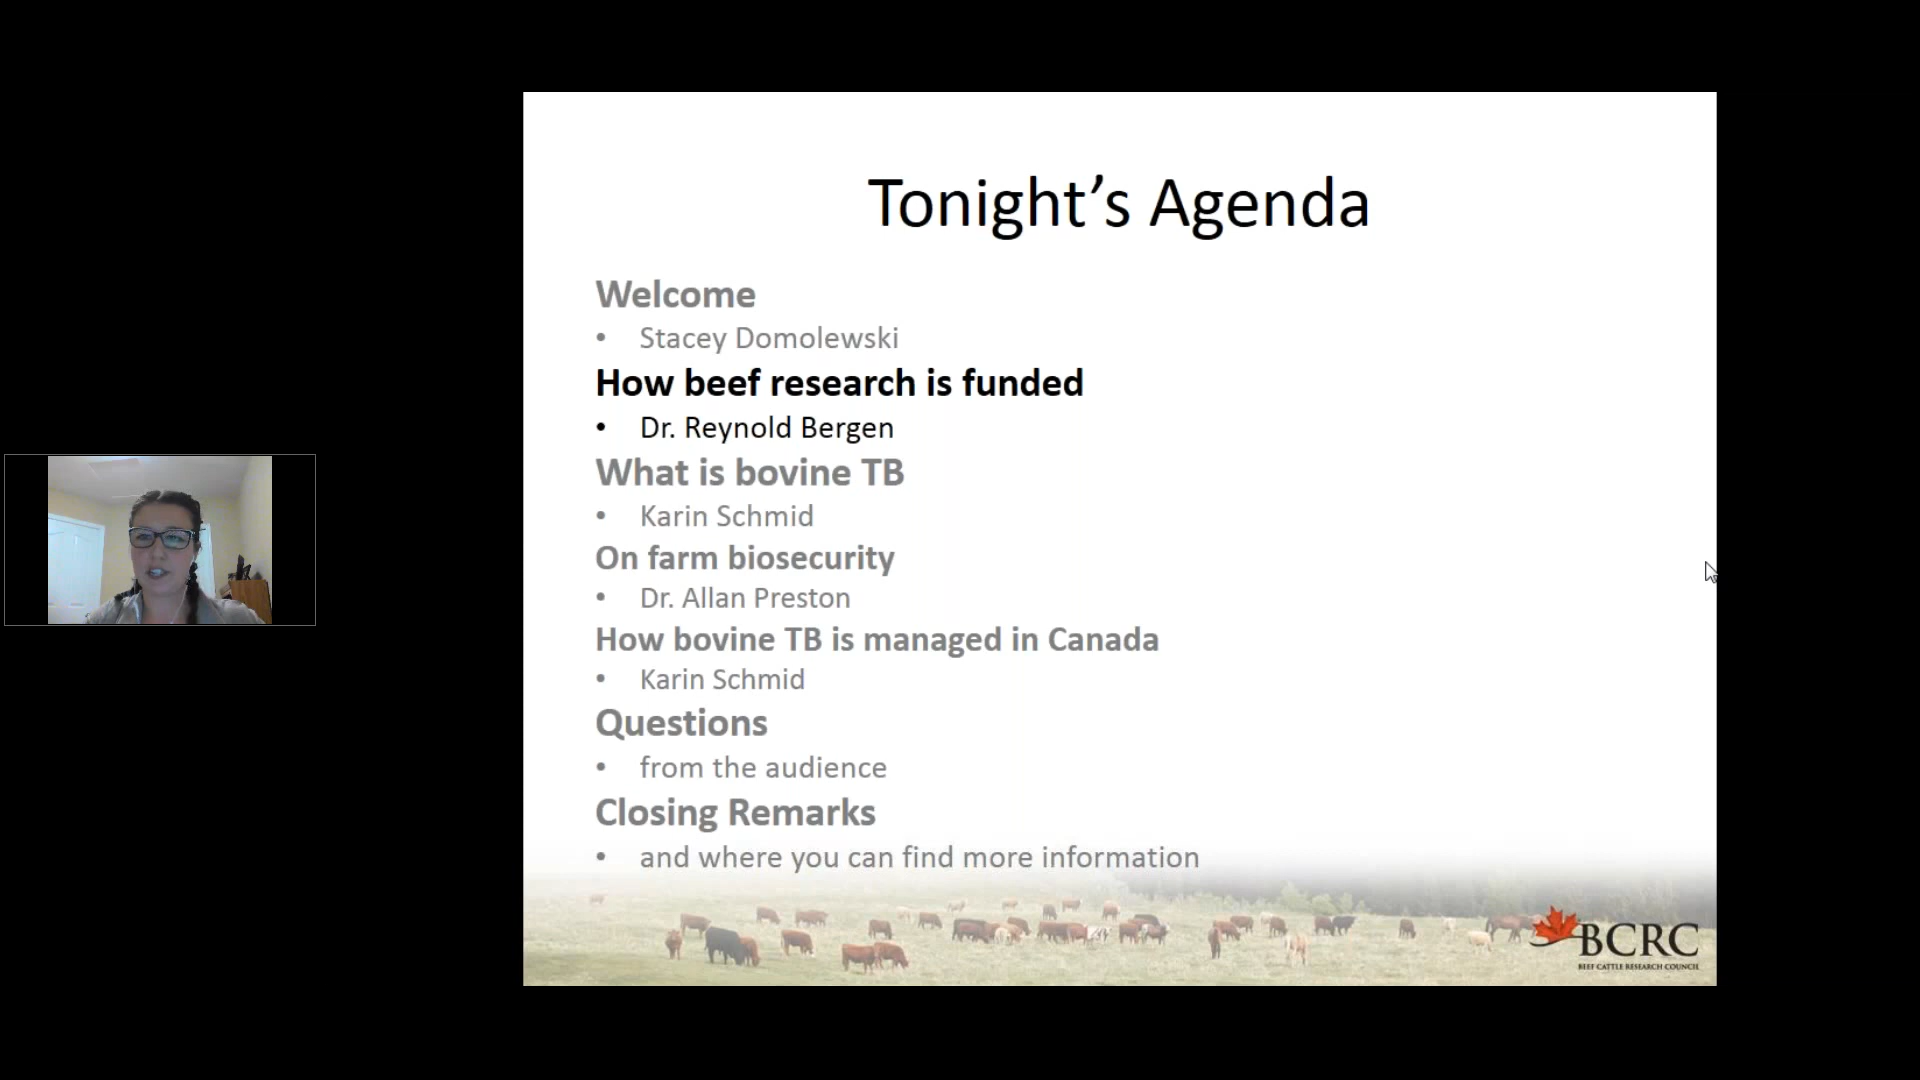 Tonight’s Agenda
Welcome
• Stacey Domolewski
How beef research is funded
• Dr. Reynold Bergen
What is bovine TB
• Karin Schmid
On farm biosecurity
• Dr. Allan Preston
How bovine TB is managed in Canada
• Karin Schmid
Questions
• from the audience
Closing Remarks
• and where you can find more information
BCRC
BEEF CATTLE RESEARCH COUNCIL